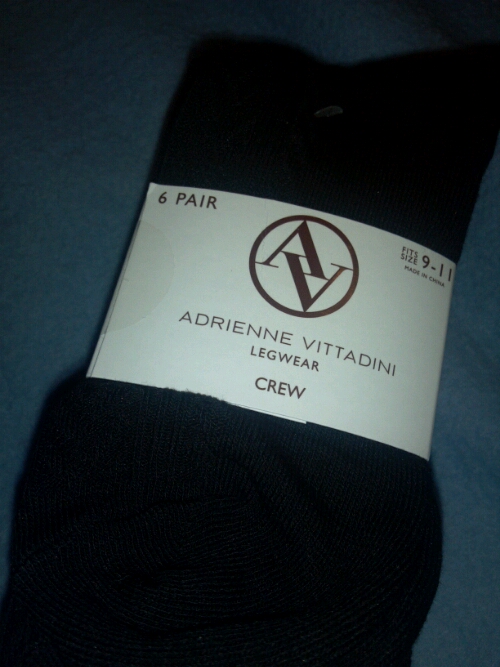 6 PAIR
FITS
SIZE 9-11
MADE IN CHINA
AV
ADRIENNE VITTADINI
LEGWEAR
CREW